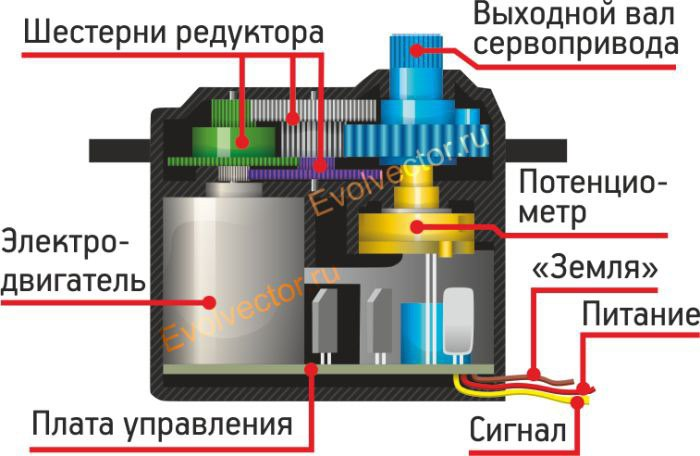 Шестерни редуктора
Выходной вал
сервопривода
Потенцио-
метр
Электро-
двигатель
«Земля»
Питание
Плата управления
Сигнал
Evolvector.ru
Evolvector.ru